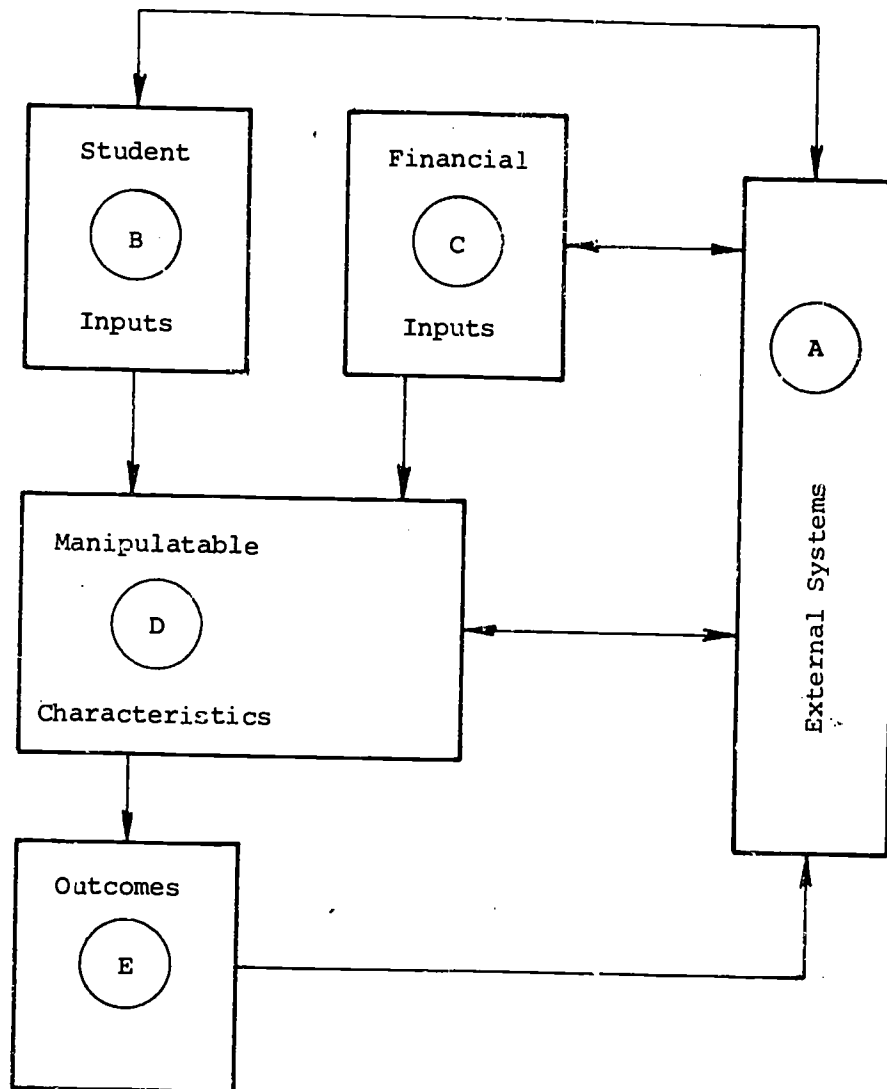 Student
B
Inputs
Financial
C
Inputs
A
External Systems
Manipulatable
D
Characteristics
Outcomes
E